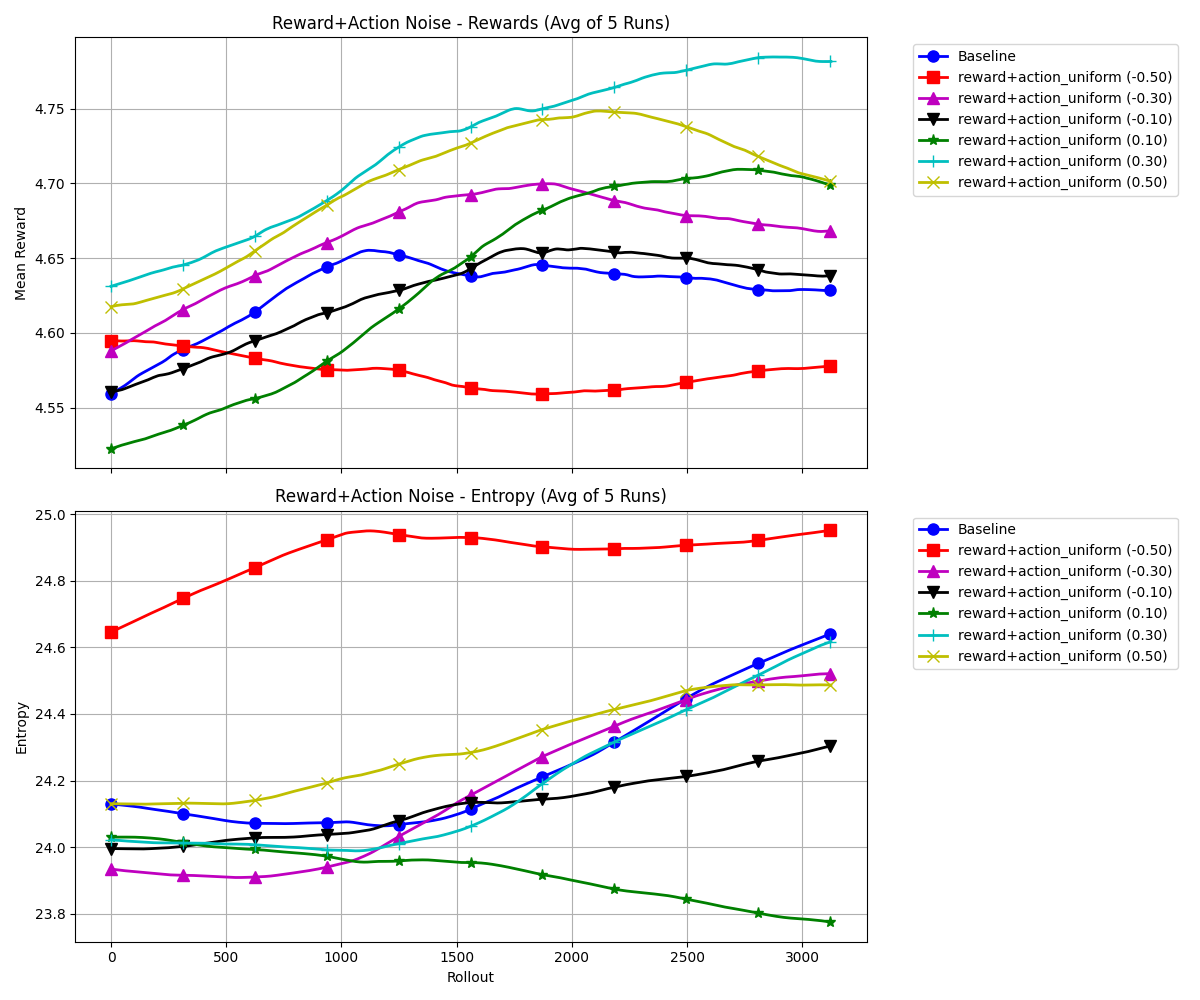 Reward+Action Noise - Rewards (Avg of 5 Runs)
Mean Reward
4.75
4.70
4.65
4.60
4.55
Baseline
reward+action_uniform (-0.50)
reward+action_uniform (-0.30)
reward+action_uniform (-0.10)
reward+action_uniform (0.10)
reward+action_uniform (0.30)
reward+action_uniform (0.50)
Reward+Action Noise - Entropy (Avg of 5 Runs)
Entropy
25.0
24.8
24.6
24.4
24.2
24.0
23.8
0 500 1000 1500 2000 2500 3000
Rollout
Baseline
reward+action_uniform (-0.50)
reward+action_uniform (-0.30)
reward+action_uniform (-0.10)
reward+action_uniform (0.10)
reward+action_uniform (0.30)
reward+action_uniform (0.50)